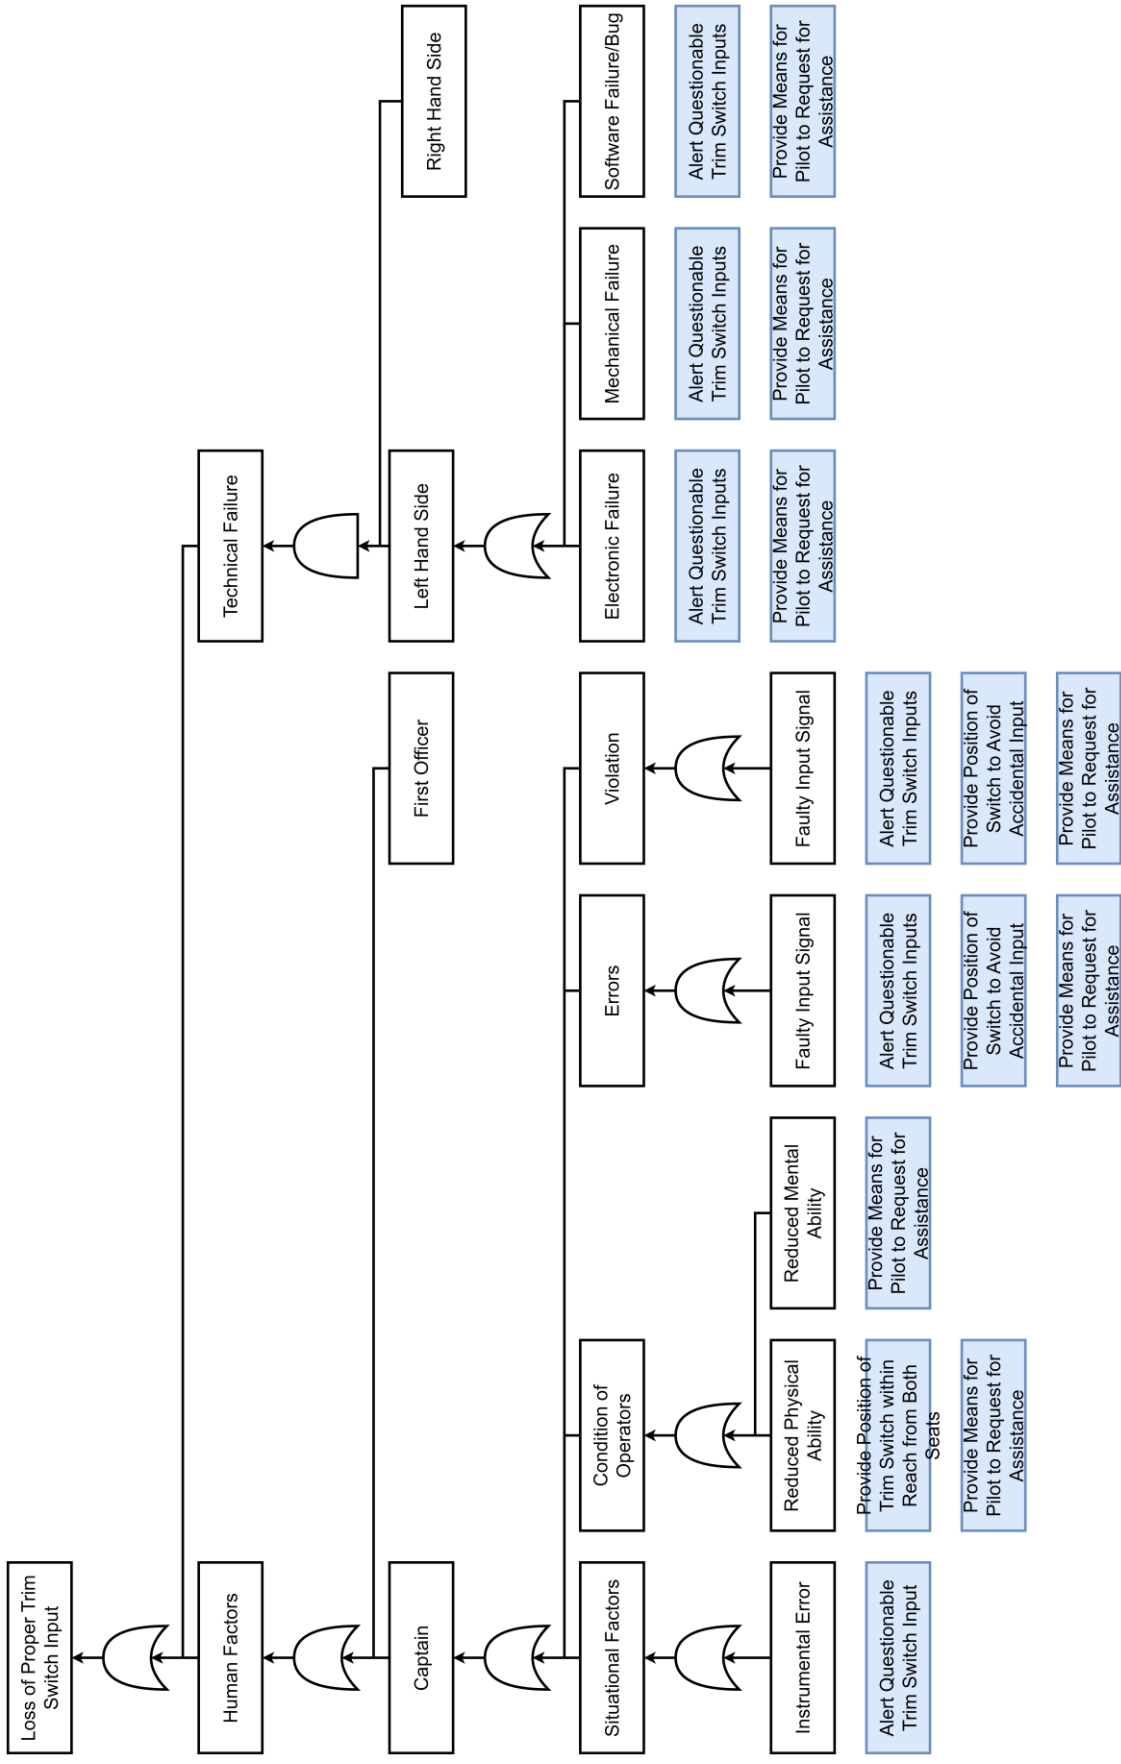 Loss of Proper Trim
Switch Input
Human Factors
Technical Failure
Captain
First Officer
Left Hand Side
Right Hand Side
Situational Factors
Condition of
Operators
Errors
Violation
Electronic Failure
Mechanical Failure
Software Failure/Bug
Instrumental Error
Reduced Physical
Ability
Reduced Mental
Ability
Faulty Input Signal
Faulty Input Signal
Alert Questionable
Trim Switch Inputs
Alert Questionable
Trim Switch Inputs
Alert Questionable
Trim Switch Inputs
Provide Means for
Pilot to Request for
Assistance
Provide Means for
Pilot to Request for
Assistance
Provide Means for
Pilot to Request for
Assistance
Alert Questionable
Trim Switch Input
Provide Position of
Trim Switch within
Reach from Both
Seats
Provide Means for
Pilot to Request for
Assistance
Alert Questionable
Trim Switch Inputs
Alert Questionable
Trim Switch Inputs
Provide Means for
Pilot to Request for
Assistance
Provide Position of
Switch to Avoid
Accidental Input
Provide Position of
Switch to Avoid
Accidental Input
Provide Means for
Pilot to Request for
Assistance
Provide Means for
Pilot to Request for
Assistance